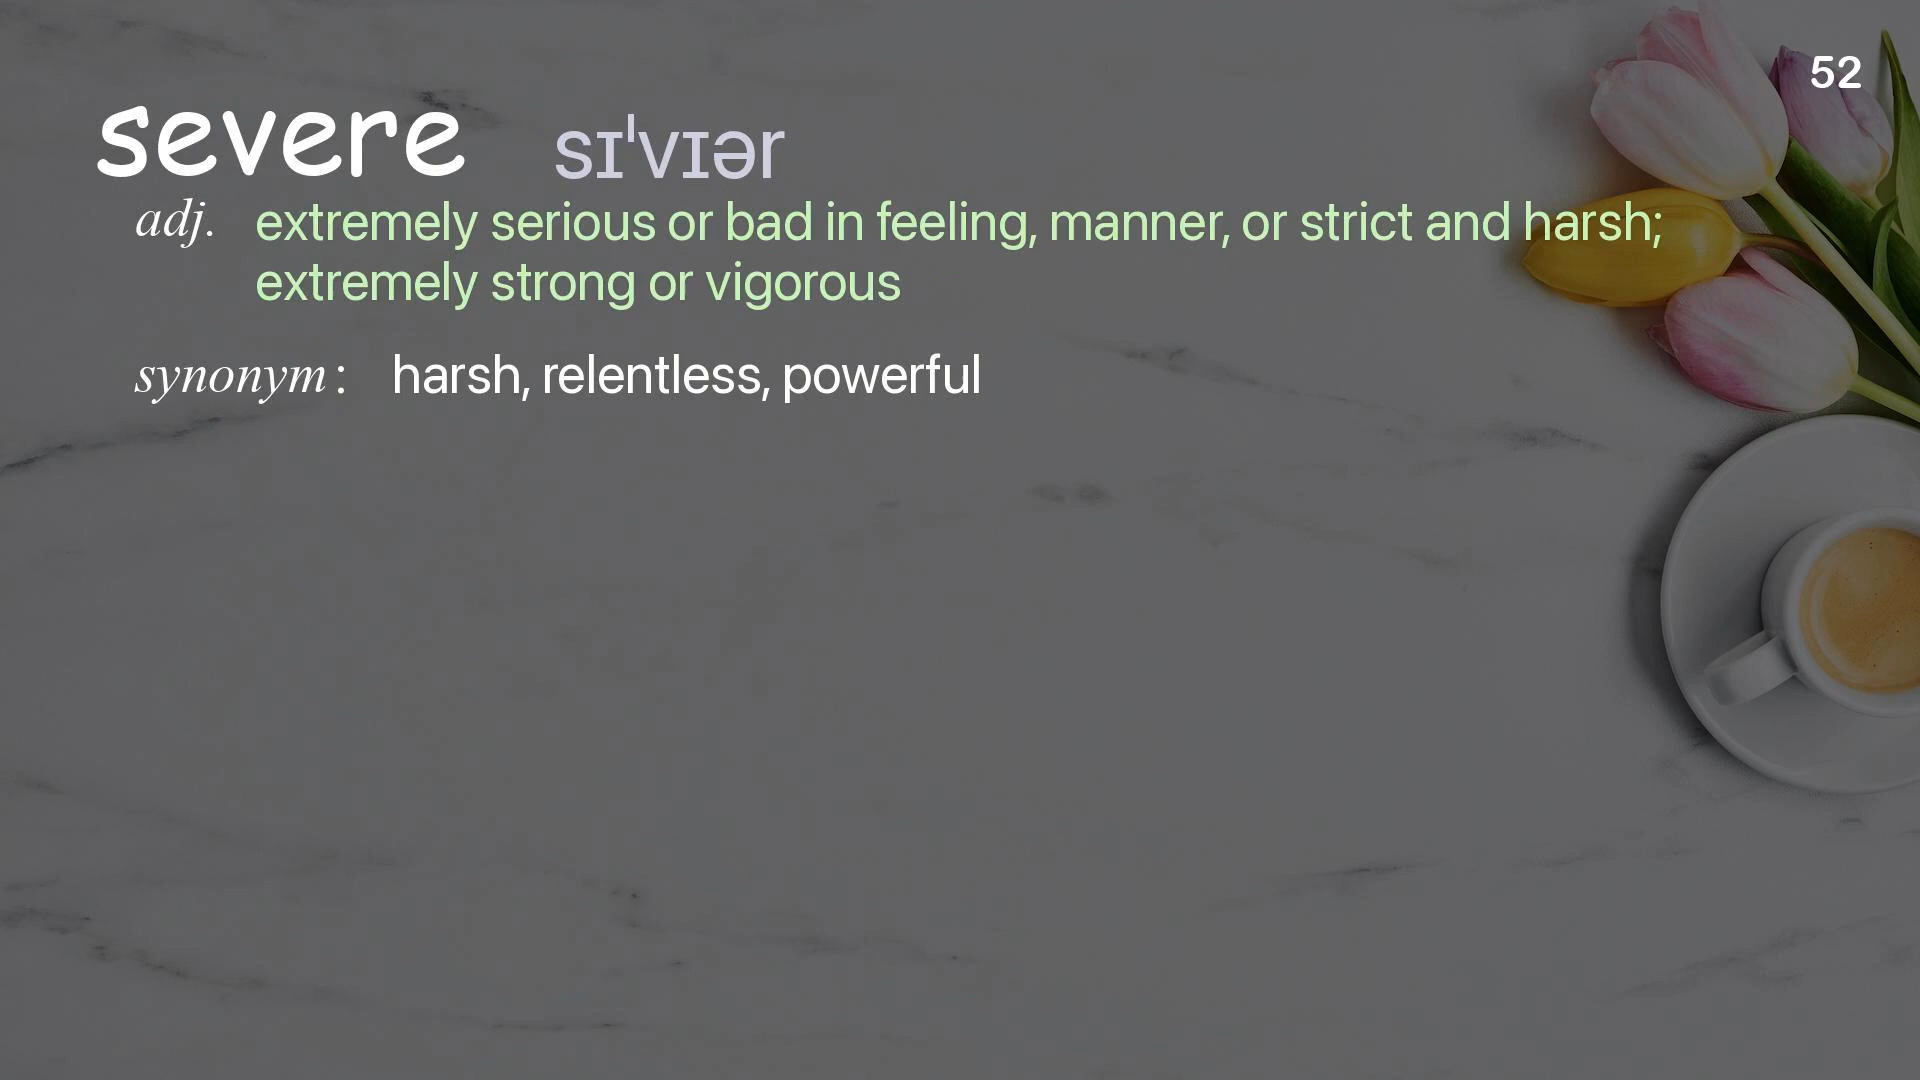 52
severe sɪˈvɪər
adj. extremely serious or bad in feeling, manner, or strict and harsh;
extremely strong or vigorous
synonym : harsh, relentless, powerful